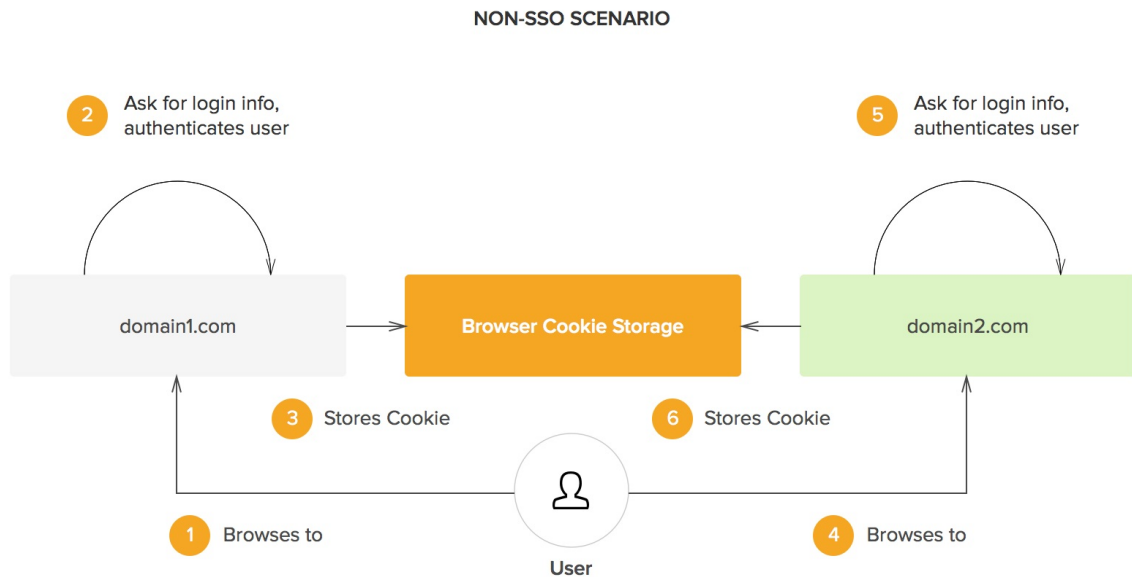 NON-SSO SCENARIO
2
Ask for login info,
authenticates user
5
Ask for login info,
authenticates user
domain1.com
Browser Cookie Storage
domain2.com
3
Stores Cookie
6
Stores Cookie
1
Browses to
4
Browses to
User